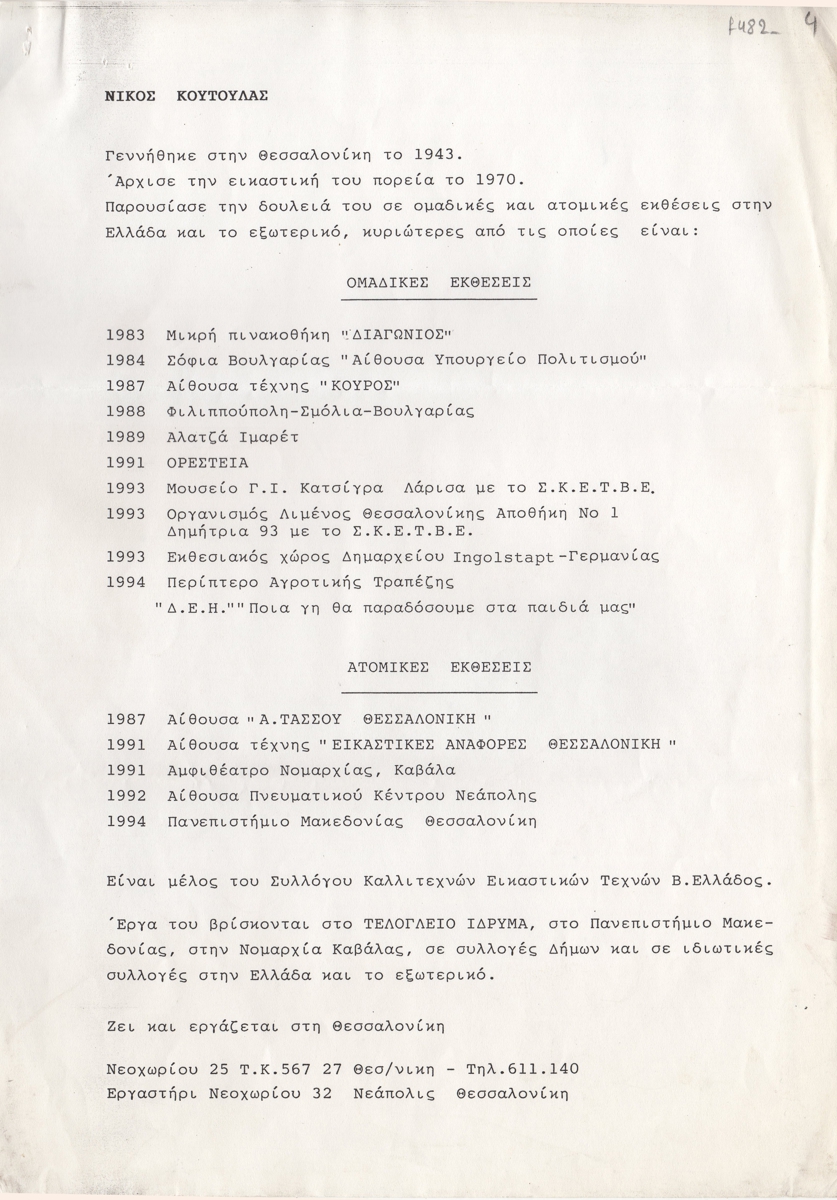 f482_ 4
ΝΙΚΟΣ ΚΟΥΤΟΥΛΑΣ
Γεννήθηκε στην Θεσσαλονίκη το 1943.
Άρχισε την εικαστική του πορεία το 1970.
Παρουσίασε την δουλειά του σε ομαδικές και ατομικές εκθέσεις στην
Ελλάδα και το εξωτερικό, κυριώτερες από τις οποίες είναι:
ΟΜΑΔΙΚΕΣ ΕΚΘΕΣΕΙΣ
1983 Μικρή πινακοθήκη "ΔΙΑΓΩΝΙΟΣ"
1984 Σόφια Βουλγαρίας "Αίθουσα Υπουργείο Πολιτισμού"
1987 Αίθουσα τέχνης "ΚΟΥΡΟΣ"
1988 Φιλιππούπολη-Σμόλια-Βουλγαρίας
1989 Αλατζά Ιμαρέτ
1991 ΟΡΕΣΤΕΙΑ
1993 Μουσείο Γ.Ι. Κατσίγρα Λάρισα με το Σ.Κ.Ε.Τ.Β.Ε.
1993 Οργανισμός Λιμένος Θεσσαλονίκης Αποθήκη Νο 1
Δημήτρια 93 με το Σ.Κ.Ε.Τ.Β.Ε.
1993 Εκθεσιακός χώρος Δημαρχείου Ingolstapt-Γερμανίας
1994 Περίπτερο Αγροτικής Τραπέζης
"Δ.Ε.Η.""Ποια γη θα παραδόσουμε στα παιδιά μας"
ΑΤΟΜΙΚΕΣ ΕΚΘΕΣΕΙΣ
1987 Αίθουσα "Α.ΤΑΣΣΟΥ ΘΕΣΣΑΛΟΝΙΚΗ"
1991 Αίθουσα τέχνης "ΕΙΚΑΣΤΙΚΕΣ ΑΝΑΦΟΡΕΣ ΘΕΣΣΑΛΟΝΙΚΗ"
1991 Αμφιθέατρο Νομαρχίας, Καβάλα
1992 Αίθουσα Πνευματικού Κέντρου Νεάπολης
1994 Πανεπιστήμιο Μακεδονίας Θεσσαλονίκη
Είναι μέλος του Συλλόγου Καλλιτεχνών Εικαστικών Τεχνών Β.Ελλάδος.
Έργα του βρίσκονται στο ΤΕΛΟΓΛΕΙΟ ΙΔΡΥΜΑ, στο Πανεπιστήμιο Μακε-
δονίας, στην Νομαρχία Καβάλας, σε συλλογές Δήμων και σε ιδιωτικές
συλλογές στην Ελλάδα και το εξωτερικό.
Ζει και εργάζεται στη Θεσσαλονίκη
Νεοχωρίου 25 Τ.Κ.567 27 Θεσ/νικη - Τηλ.611.140
Εργαστήρι Νεοχωρίου 32 Νεάπολις Θεσσαλονίκη